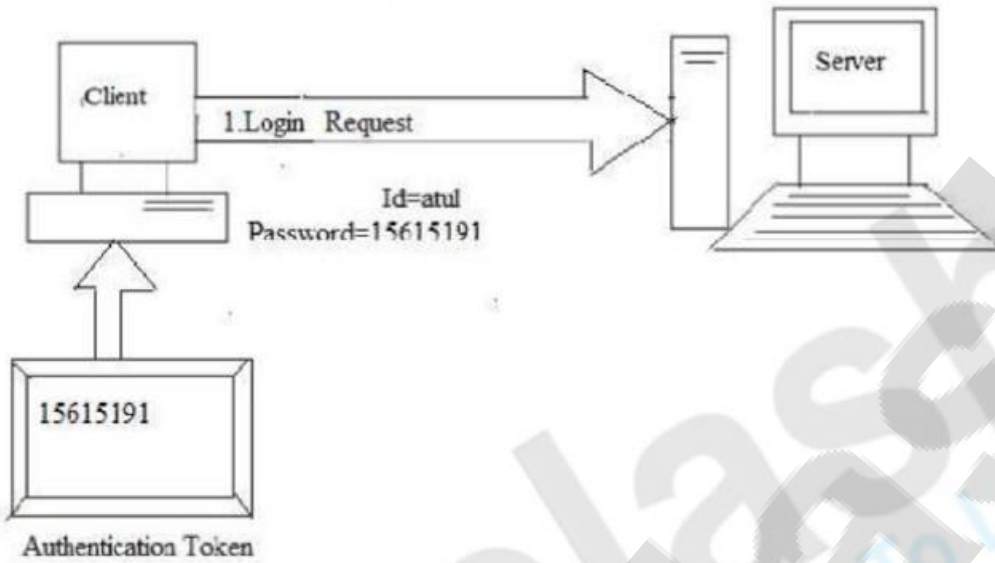 Client
Server
1.Login Request
Id=atul
Password=15615191
15615191
Authentication Token